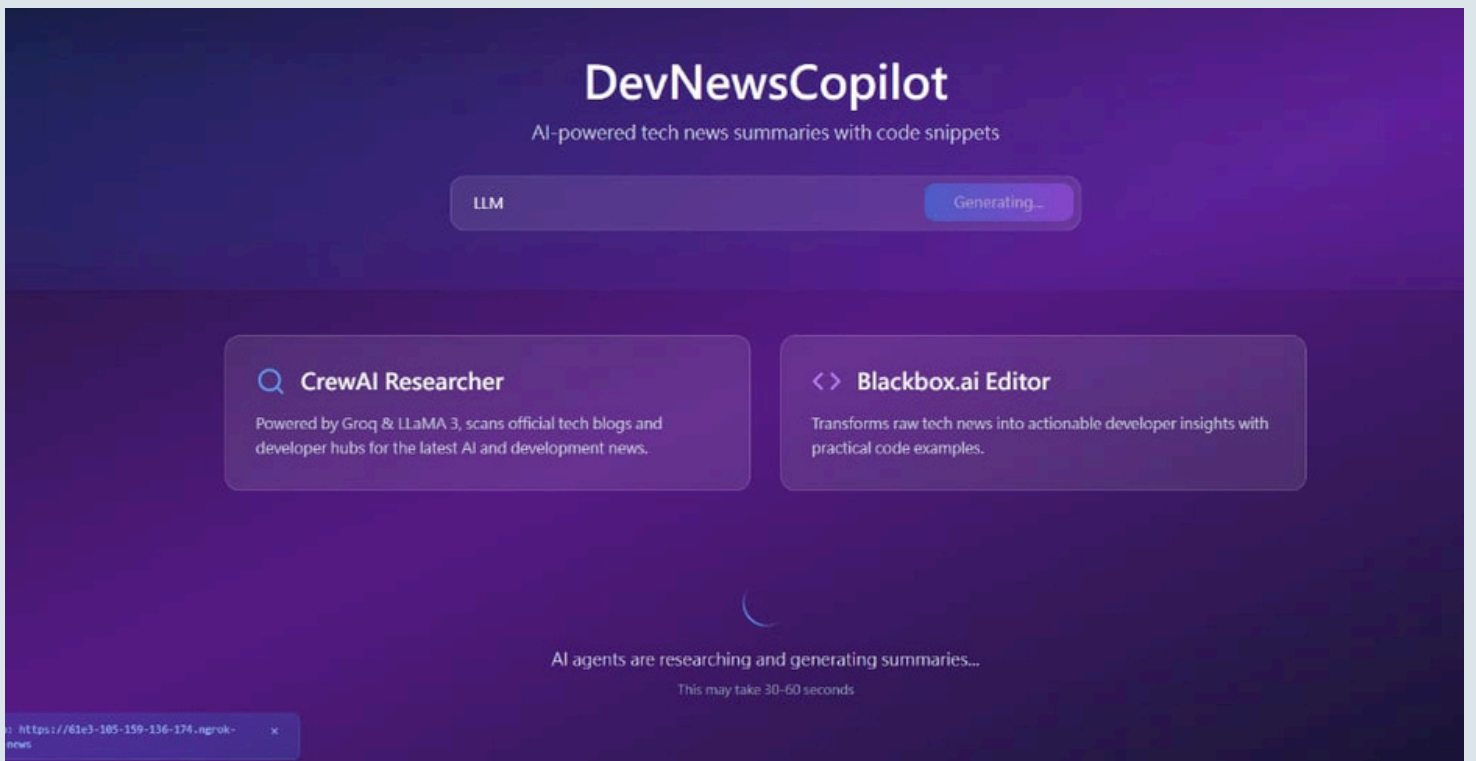 DevNewsCopilot
AI-powered tech news summaries with code snippets
LLM
Generating...
CrewAI Researcher
Powered by Groq & LLaMA 3, scans official tech blogs and
developer hubs for the latest AI and development news.
Blackbox.ai Editor
Transforms raw tech news into actionable developer insights with
practical code examples.
AI agents are researching and generating summaries...
This may take 30-60 seconds
: https://61e3-105-159-136-174.ngrok-
news